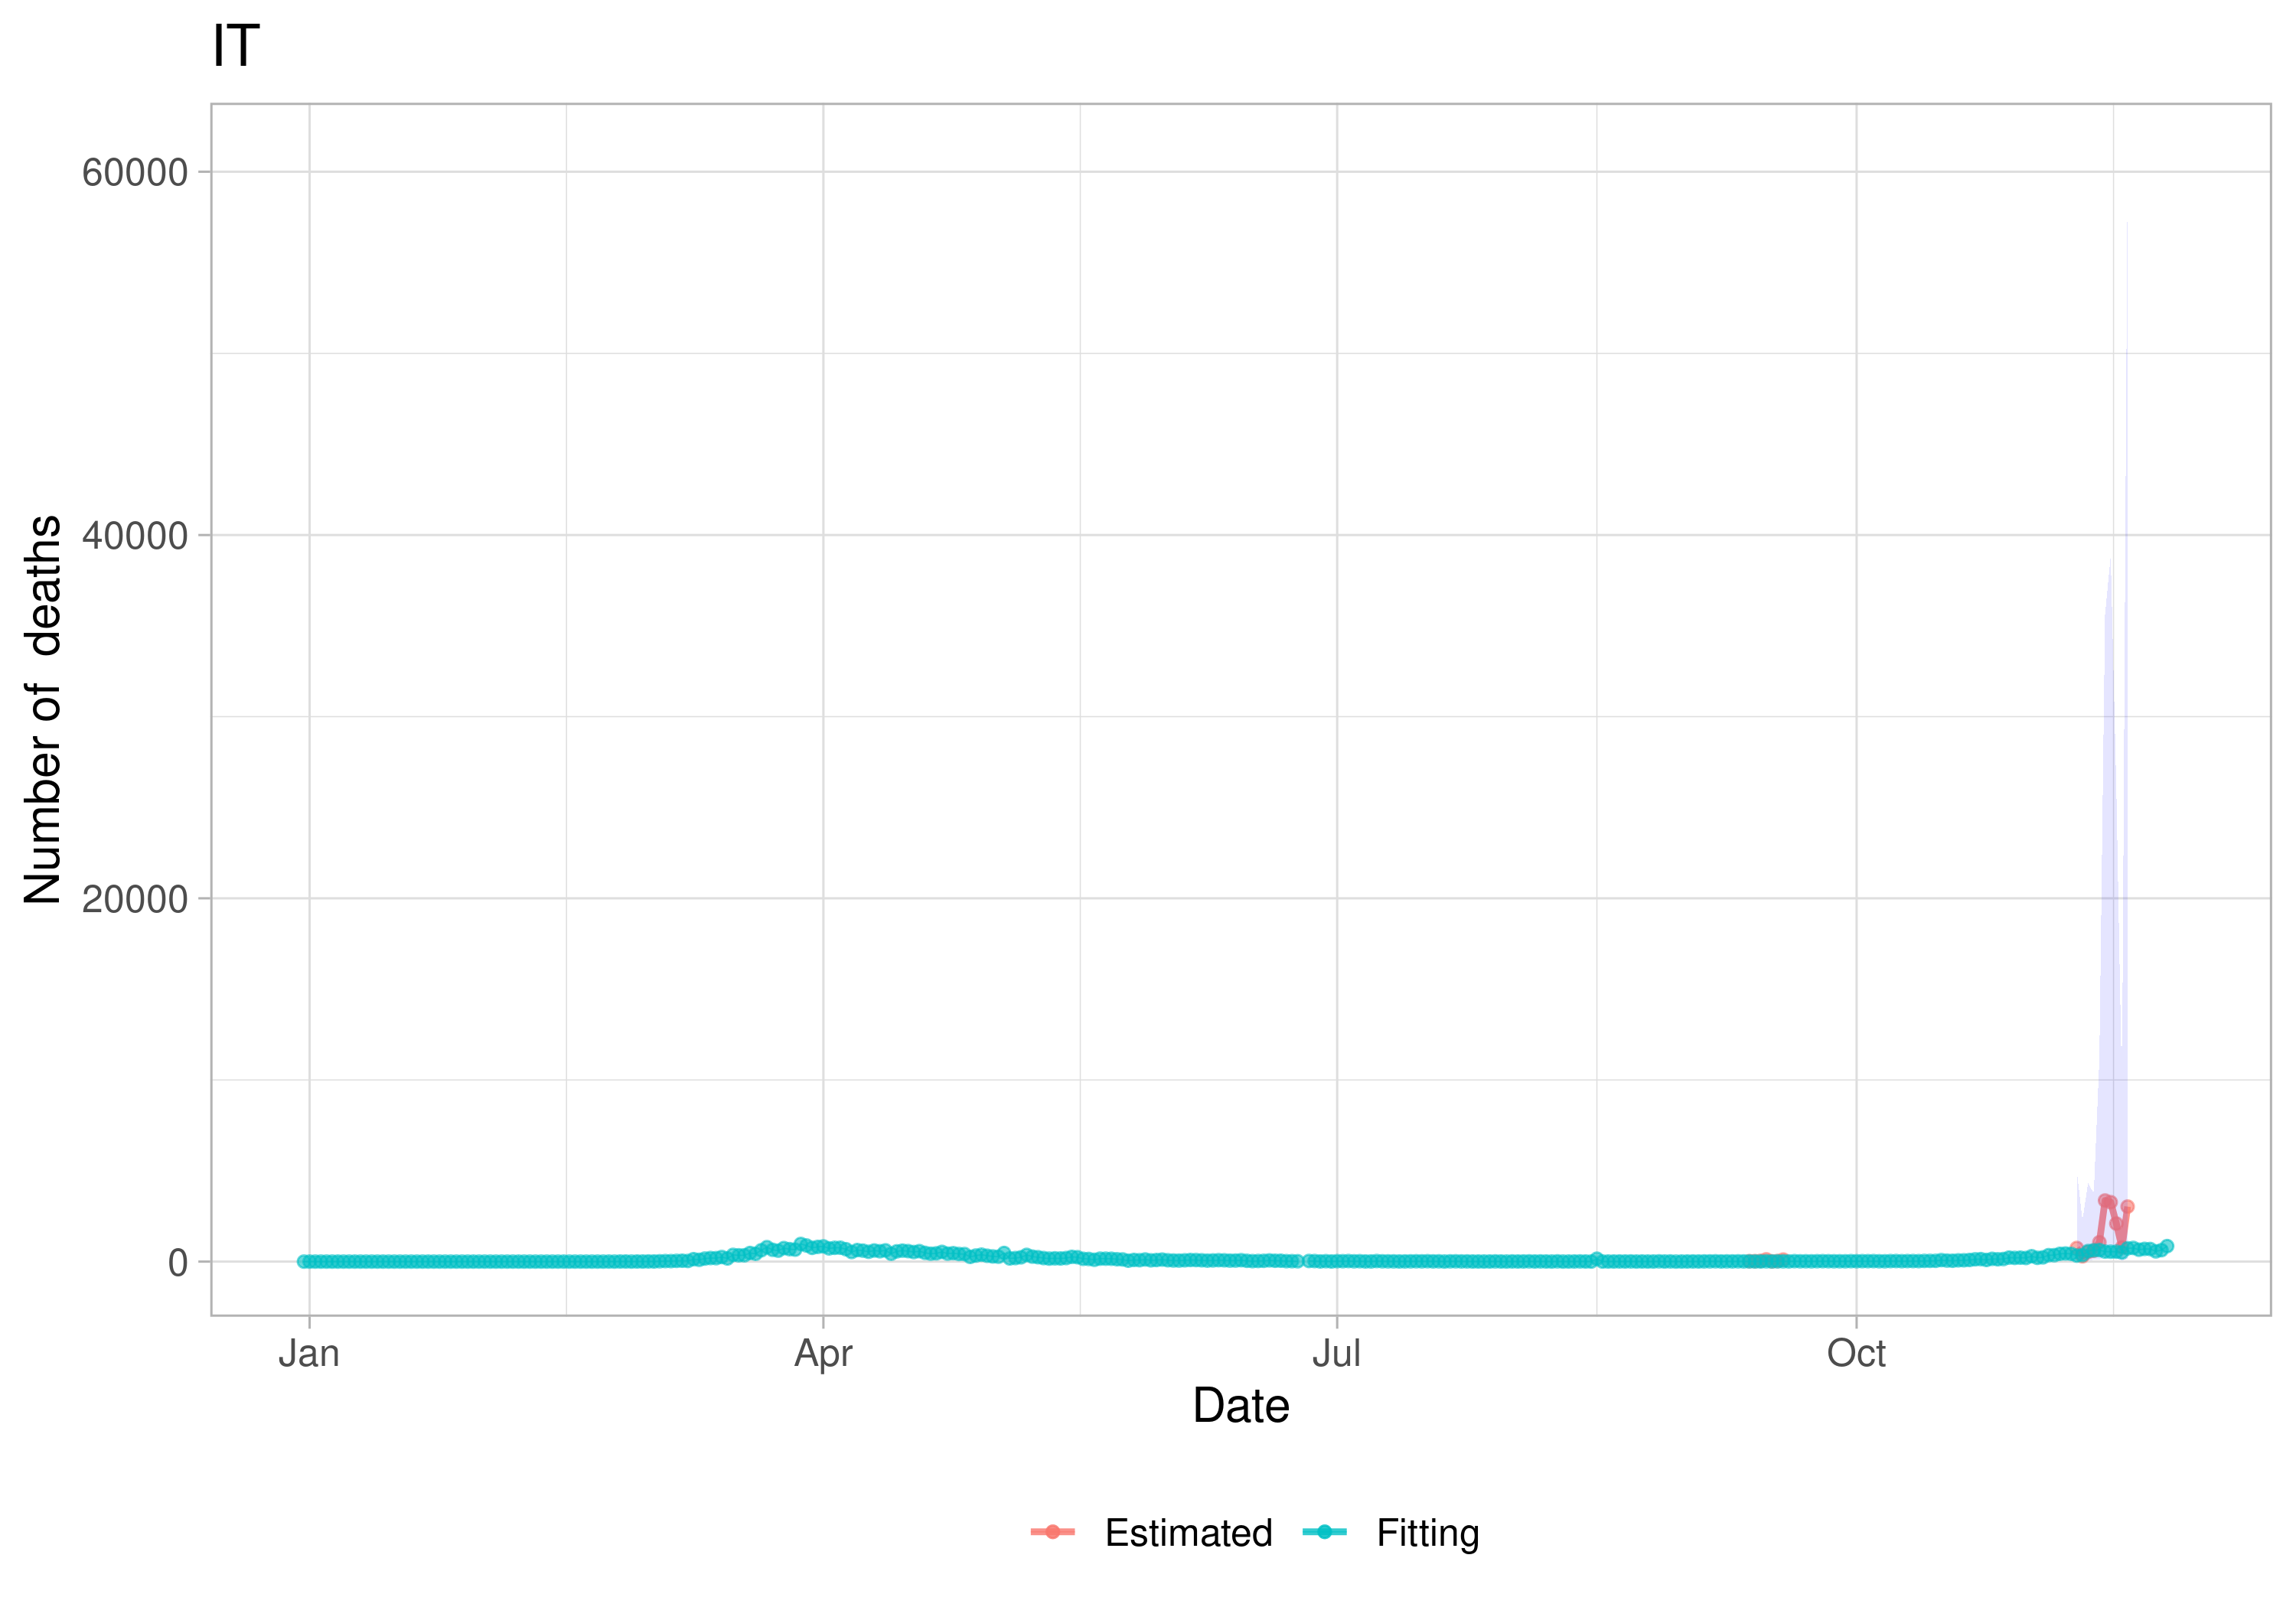 IT
60000
40000
20000
0
Number of  deaths
Jan Apr Jul Oct
Date
Estimated Fitting